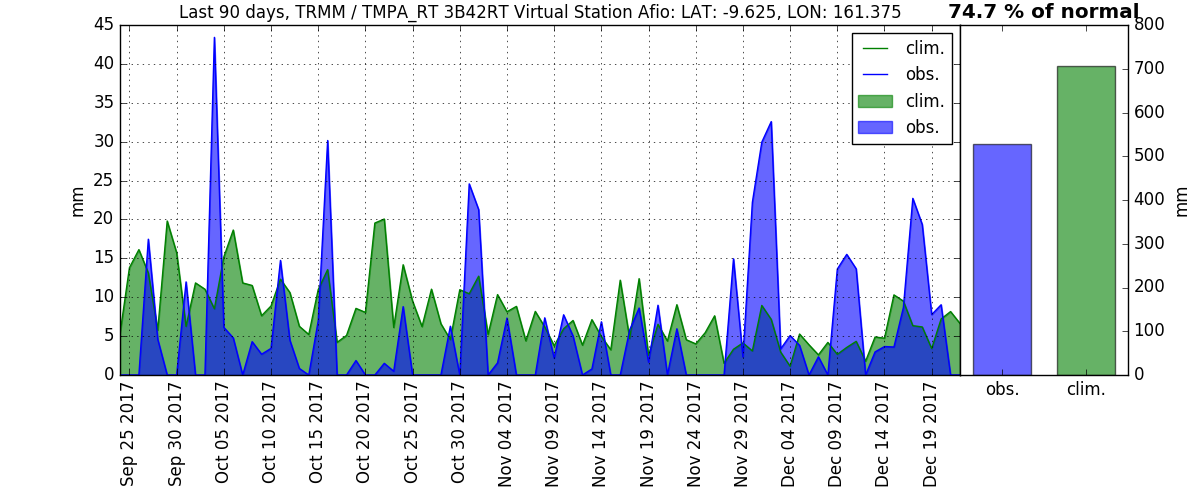 Last 90 days, TRMM / TMPA_RT 3B42RT Virtual Station Afio: LAT: -9.625, LON: 161.375
74.7 % of normal
45
40
35
30
25
20
15
10
5
0
mm
clim.
obs.
clim.
obs.
800
700
600
500
400
300
200
100
0
mm
obs.
clim.
Sep 25 2017
Sep 30 2017
Oct 05 2017
Oct 10 2017
Oct 15 2017
Oct 20 2017
Oct 25 2017
Oct 30 2017
Nov 04 2017
Nov 09 2017
Nov 14 2017
Nov 19 2017
Nov 24 2017
Nov 29 2017
Dec 04 2017
Dec 09 2017
Dec 14 2017
Dec 19 2017